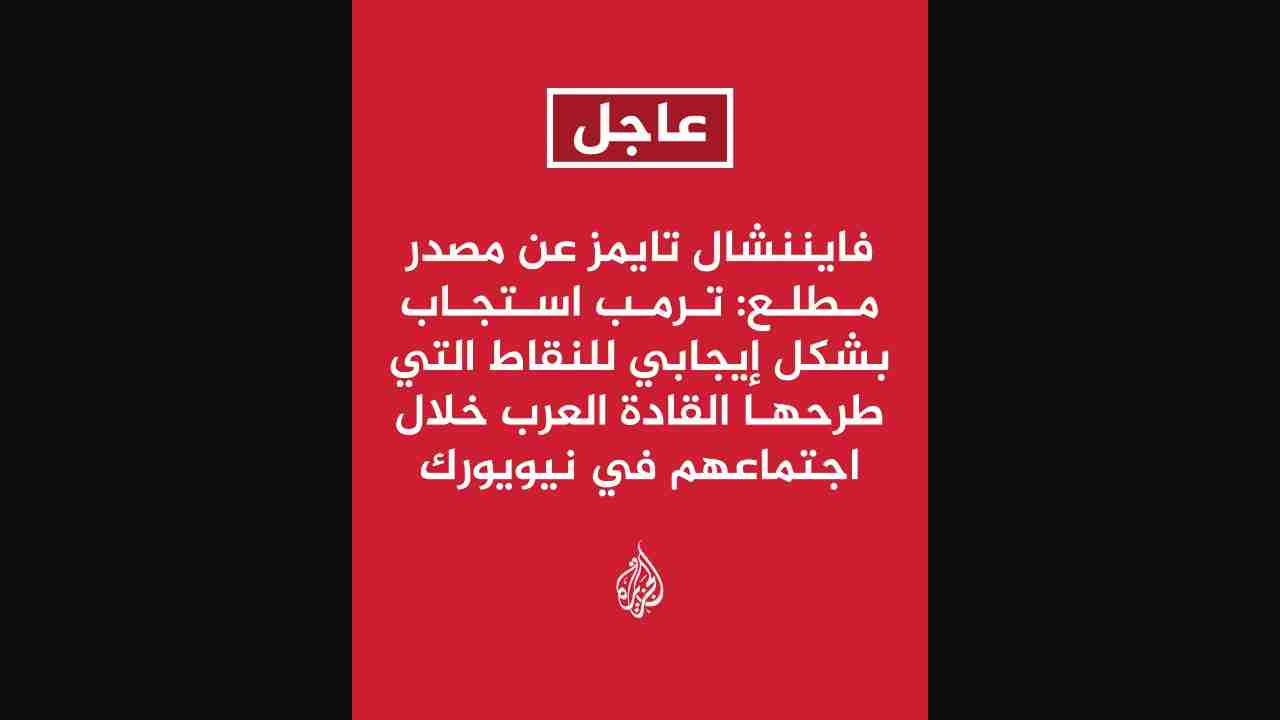 عاجل
فايننشال تايمز عن مصدر
مطلع: ترمب استجاب
بشكل إيجابي للنقاط التي
طرحها القادة العرب خلال
اجتماعهم في نيويورك
الجزيرة